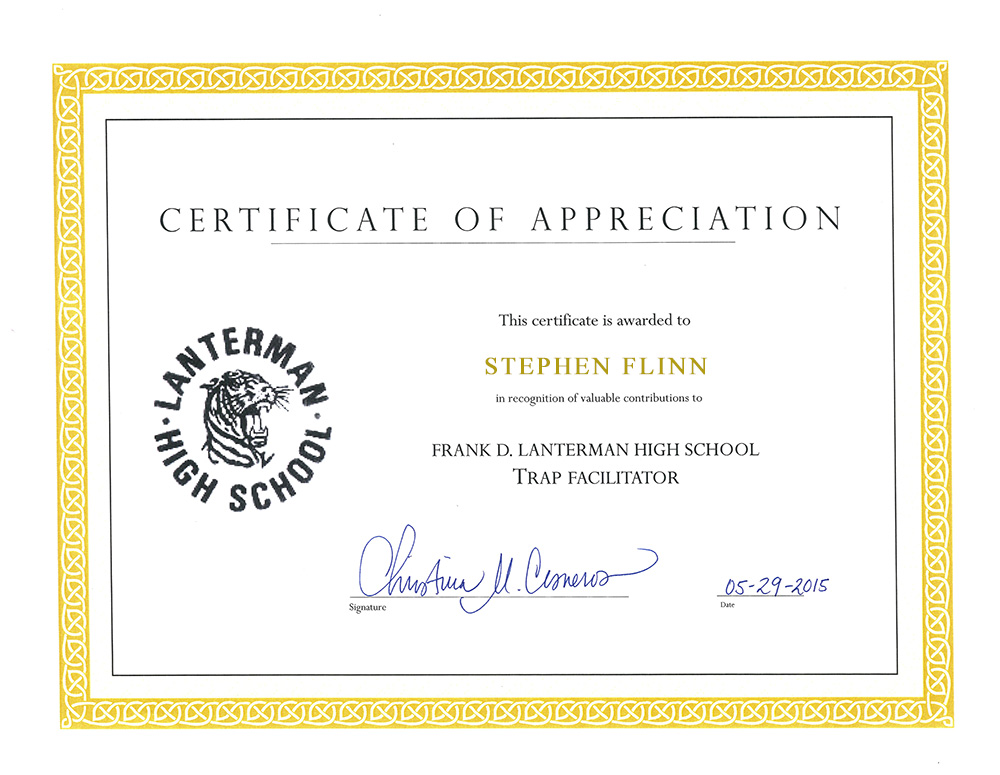 CERTIFICATE OF APPRECIATION
This certificate is awarded to
STEPHEN FLINN
in recognition of valuable contributions to
LANTERMAN
· HIGH SCHOOL ·
FRANK D. LANTERMAN HIGH SCHOOL
TRAP FACILITATOR
Christina M. Cisneros
05-29-2015
Signature
Date